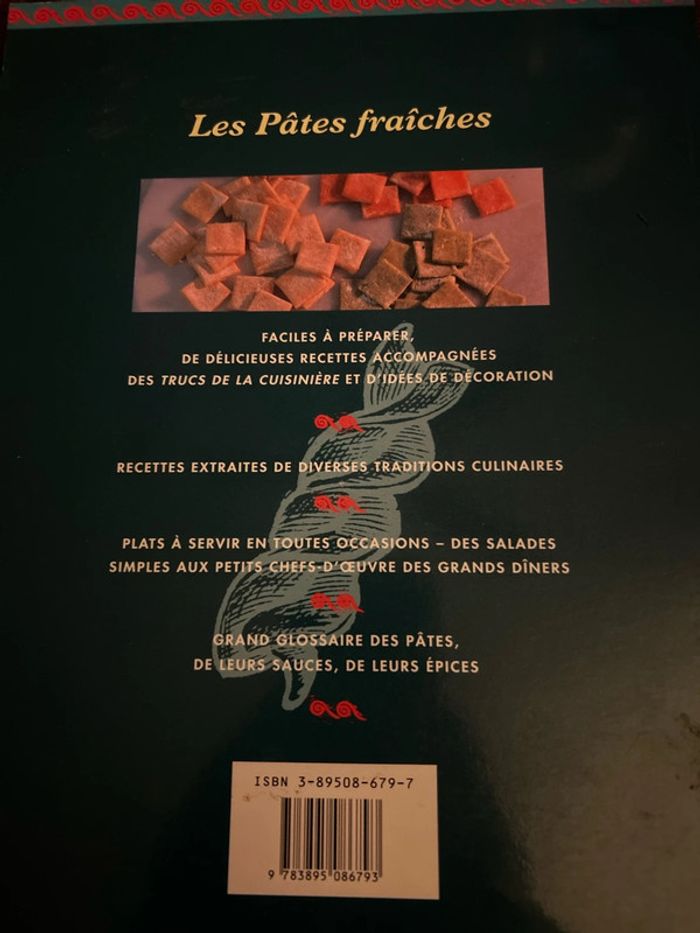 Les Pâtes fraîches
FACILES À PRÉPARER,
DE DÉLICIEUSES RECETTES ACCOMPAGNÉES
DES TRUCS DE LA CUISINIÈRE ET D'IDÉES DE DÉCORATION
RECETTES EXTRAITES DE DIVERSES TRADITIONS CULINAIRES
PLATS À SERVIR EN TOUTES OCCASIONS – DES SALADES
SIMPLES AUX PETITS CHEFS-D'ŒUVRE DES GRANDS DÎNERS
GRAND GLOSSAIRE DES PÂTES,
DE LEURS SAUCES, DE LEURS ÉPICES
ISBN 3-89508-679-7
9 783895 086793